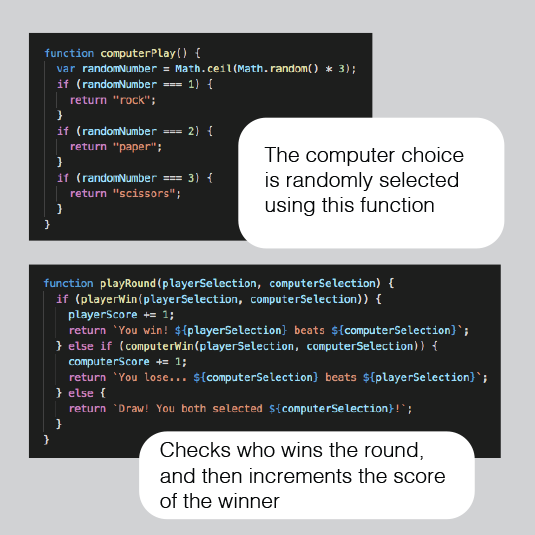 function computerPlay() {
var randomNumber = Math.ceil(Math.random() * 3);
if (randomNumber === 1) {
return "rock";
}
if (randomNumber === 2) {
return "paper";
}
if (randomNumber === 3) {
return "scissors";
}
}
The computer choice
is randomly selected
using this function
function playRound(playerSelection, computerSelection) {
if (playerWin(playerSelection, computerSelection)) {
playerScore += 1;
return `You win! ${playerSelection} beats ${computerSelection}`;
} else if (computerWin(playerSelection, computerSelection)) {
computerScore += 1;
return `You lose... ${computerSelection} beats ${playerSelection}`;
} else {
return `Draw! You both selected ${computerSelection}!`;
}
}
Checks who wins the round,
and then increments the score
of the winner